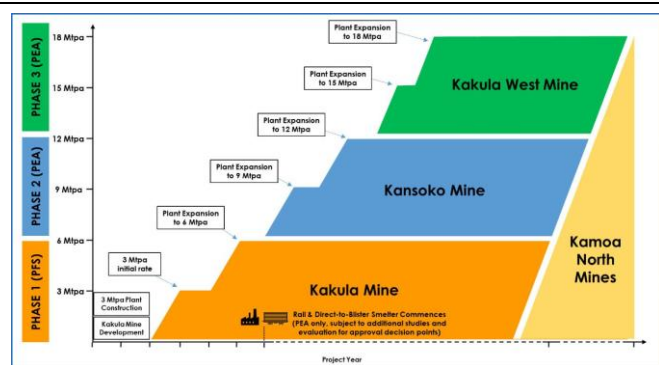 PHASE 3 (PEA)
PHASE 2 (PEA)
PHASE 1 (PFS)
18 Mtpa
15 Mtpa
12 Mtpa
9 Mtpa
6 Mtpa
3 Mtpa
Plant Expansion
to 18 Mtpa
Plant Expansion
to 15 Mtpa
Plant Expansion
to 12 Mtpa
Plant Expansion
to 9 Mtpa
Plant Expansion
to 6 Mtpa
3 Mtpa
initial rate
3 Mtpa Plant
Construction
Kakula Mine
Development
Kakula West Mine
Kansoko Mine
Kakula Mine
Kamoa
North
Mines
Rail & Direct-to-Blister Smelter Commences
(PEA only, subject to additional studies and
evaluation for approval decision points)
Project Year